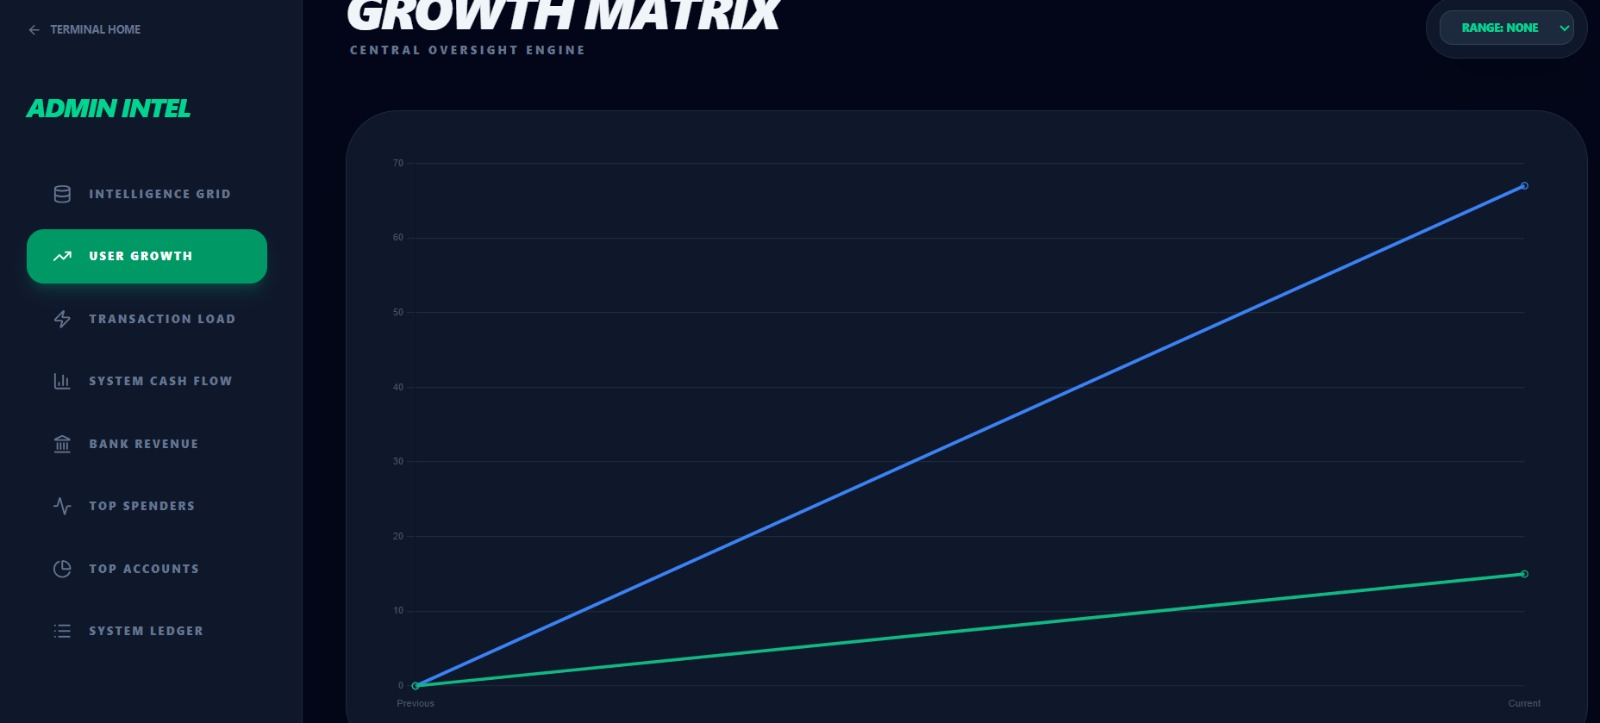 TERMINAL HOME
GROWTH MATRIX
CENTRAL OVERSIGHT ENGINE
RANGE: NONE
ADMIN INTEL
INTELLIGENCE GRID
USER GROWTH
TRANSACTION LOAD
SYSTEM CASH FLOW
BANK REVENUE
TOP SPENDERS
TOP ACCOUNTS
SYSTEM LEDGER
70
60
50
40
30
20
10
0
Previous
Current